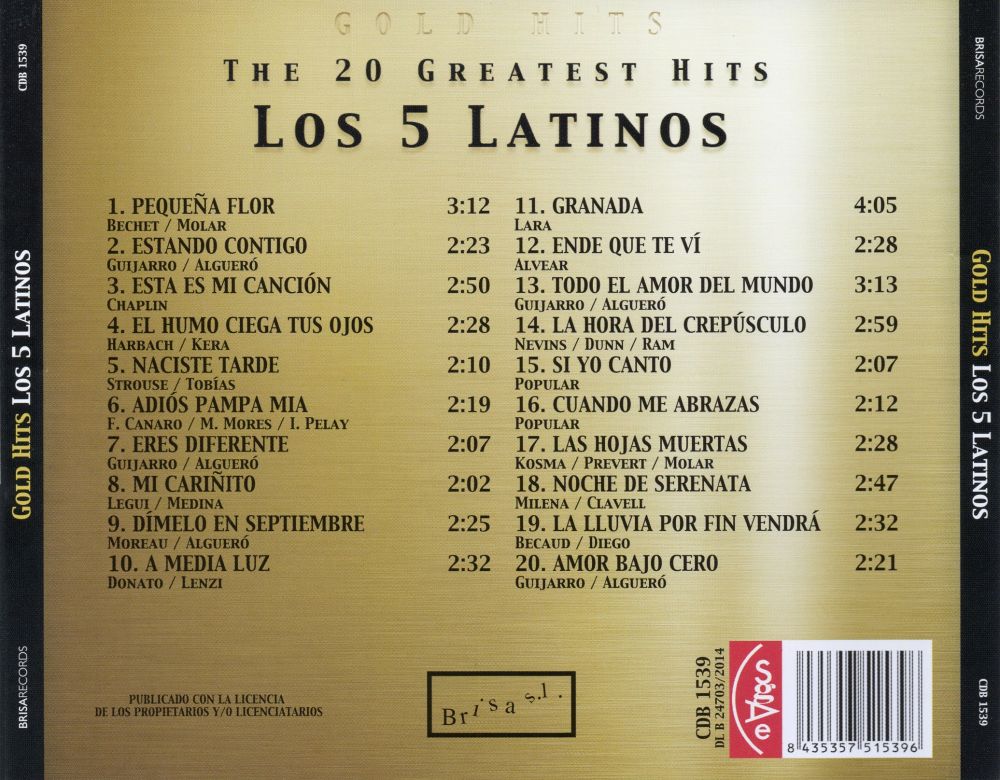 GOLD HITS
THE 20 GREATEST HITS
LOS 5 LATINOS
1. PEQUEÑA FLOR 3:12
BECHET / MOLAR
2. ESTANDO CONTIGO 2:23
GUIJARRO / ALGUERÓ
3. ESTA ES MI CANCIÓN 2:50
CHAPLIN
4. EL HUMO CIEGA TUS OJOS 2:28
HARBACH / KERA
5. NACISTE TARDE 2:10
STROUSE / TOBÍAS
6. ADIÓS PAMPA MIA 2:19
F. CANARO / M. MORES / I. PELAY
7. ERES DIFERENTE 2:07
GUIJARRO / ALGUERÓ
8. MI CARIÑITO 2:02
LEGUI / MEDINA
9. DÍMELO EN SEPTIEMBRE 2:25
MOREAU / ALGUERÓ
10. A MEDIA LUZ 2:32
DONATO / LENZI
11. GRANADA 4:05
LARA
12. ENDE QUE TE VÍ 2:28
ALVEAR
13. TODO EL AMOR DEL MUNDO 3:13
GUIJARRO / ALGUERÓ
14. LA HORA DEL CREPÚSCULO 2:59
NEVINS / DUNN / RAM
15. SI YO CANTO 2:07
POPULAR
16. CUANDO ME ABRAZAS 2:12
POPULAR
17. LAS HOJAS MUERTAS 2:28
KOSMA / PREVERT / MOLAR
18. NOCHE DE SERENATA 2:47
MILENA / CLAVELL
19. LA LLUVIA POR FIN VENDRÁ 2:32
BECAUD / DIEGO
20. AMOR BAJO CERO 2:21
GUIJARRO / ALGUERÓ
PUBLICADO CON LA LICENCIA
DE LOS PROPIETARIOS Y/O LICENCIATARIOS
Brisa s.l.
CDB 1539
DL B 24703/2014
sgae
8 435357 515396
CDB 1539
GOLD HITS LOS 5 LATINOS
BRISARECORDS
BRISARECORDS
GOLD HITS LOS 5 LATINOS
CDB 1539